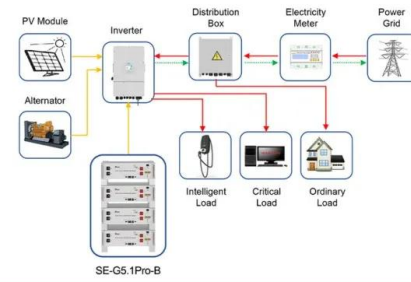 PV Module
Inverter
Distribution
Box
Electricity
Meter
Power
Grid
Alternator
Intelligent
Load
Critical
Load
Ordinary
Load
SE-G5.1Pro-B